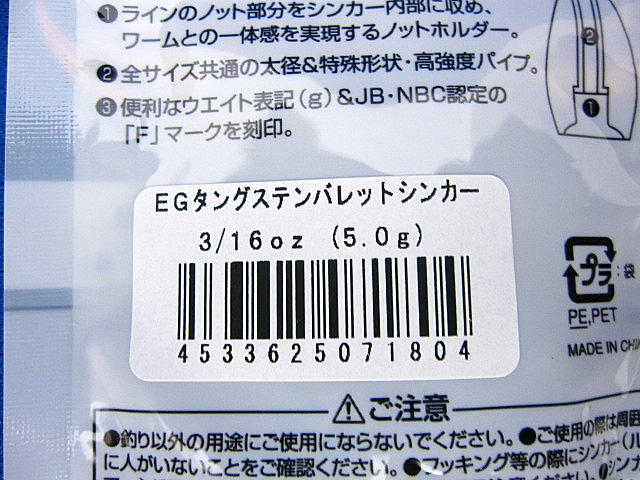 ❶ラインのノット部分をシンカー内部に収め、
ワームとの一体感を実現するノットホルダー。
❷全サイズ共通の太径&特殊形状・高強度パイプ。
❸便利なウエイト表記(g)&JB・NBC認定の
「F」マークを刻印。
❷
❶
EGタングステンバレットシンカー
3/16oz (5.0g)
4533625071804
プラ :袋
PE,PET
MADE IN CHIN
⚠ご注意
●釣り以外の用途にご使用にならないでください。●ご使用の際は周囲
に人がいないことをご確認ください。●フッキング等の際にシンカー